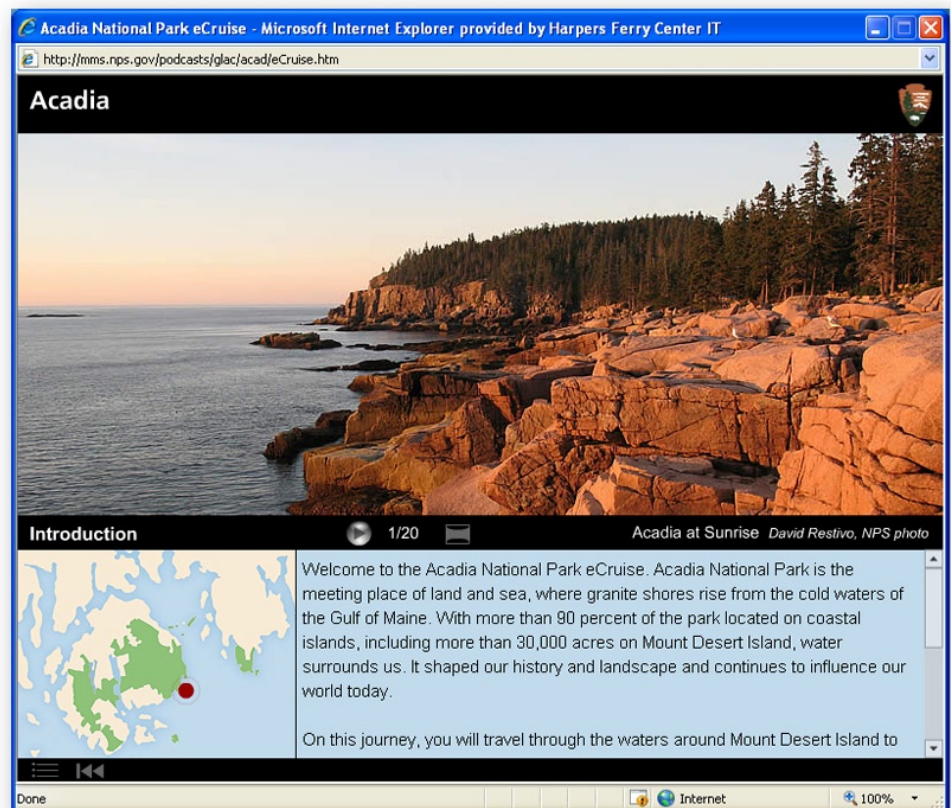 Acadia National Park eCruise - Microsoft Internet Explorer provided by Harpers Ferry Center IT
http://mms.nps.gov/podcasts/glac/acad/eCruise.htm
Acadia
Introduction 1/20 Acadia at Sunrise David Restivo, NPS photo
Welcome to the Acadia National Park eCruise. Acadia National Park is the
meeting place of land and sea, where granite shores rise from the cold waters of
the Gulf of Maine. With more than 90 percent of the park located on coastal
islands, including more than 30,000 acres on Mount Desert Island, water
surrounds us. It shaped our history and landscape and continues to influence our
world today.
On this journey, you will travel through the waters around Mount Desert Island to
Done Internet 100%